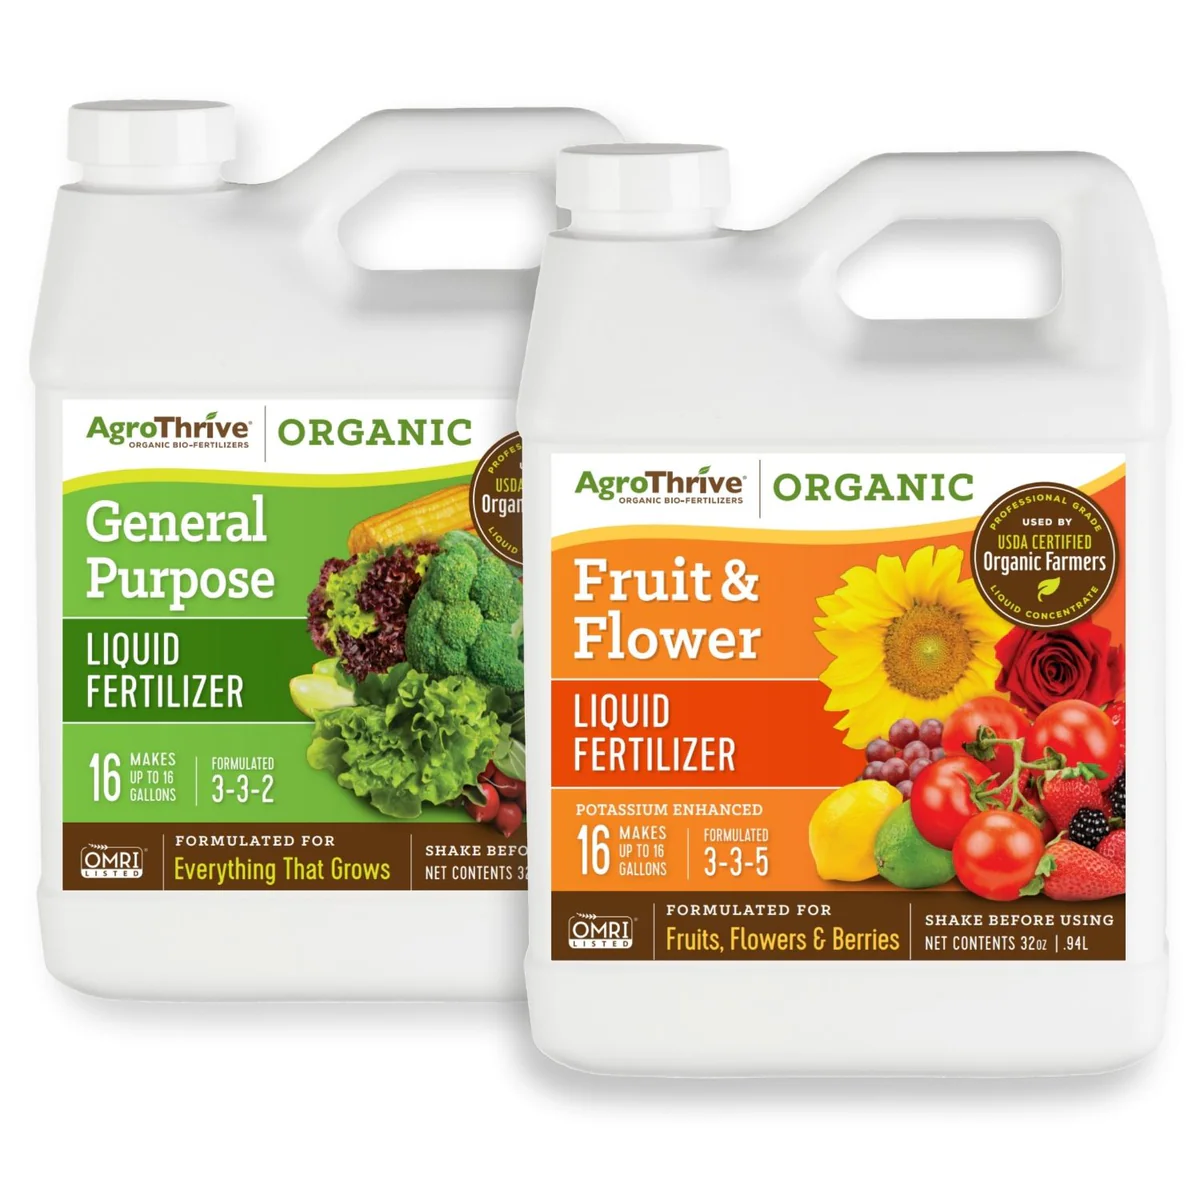 AgroThrive®
ORGANIC BIO-FERTILIZERS
ORGANIC
General
Purpose
LIQUID
FERTILIZER
16 MAKES
UP TO 16
GALLONS
FORMULATED
3-3-2
OMRI®
LISTED
FORMULATED FOR
Everything That Grows
SHAKE
NET CONTENTS
USDA
LIQUID
AgroThrive®
ORGANIC BIO-FERTILIZERS
ORGANIC
PROFESSIONAL GRADE
USED BY
USDA CERTIFIED
Organic Farmers
LIQUID CONCENTRATE
Fruit &
Flower
LIQUID
FERTILIZER
POTASSIUM ENHANCED
16 MAKES
UP TO 16
GALLONS
FORMULATED
3-3-5
OMRI®
LISTED
FORMULATED FOR
Fruits, Flowers & Berries
SHAKE BEFORE USING
NET CONTENTS 32oz | .94L